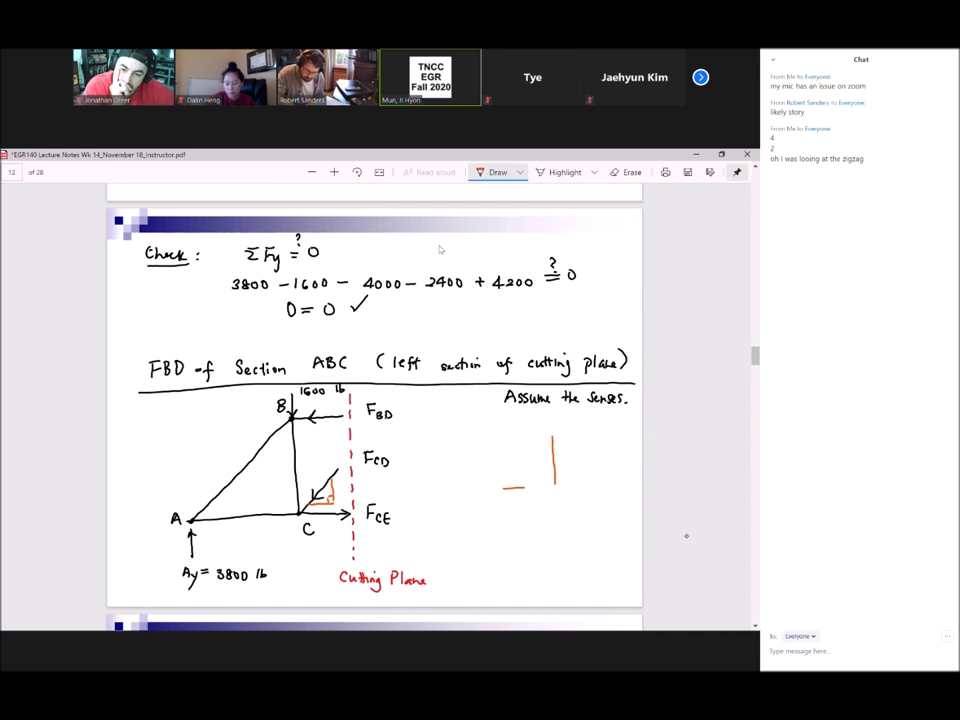 TNCC
EGR
Fall 2020
Tye
Jaehyun Kim
Jonathan Greer
Dalin Heng
Robert Sanders
Mun, Ji Hyon
Chat
From Me to Everyone:
my mic has an issue on zoom
From Robert Sanders to Everyone:
likely story
From Me to Everyone:
4
2
oh I was looing at the zigzag
*EGR140 Lecture Notes Wk 14_November 18_Instructor.pdf
12 of 28
Read aloud
Draw
Highlight
Erase
Check : ΣFy ?= 0
3800 - 1600 - 4000 - 2400 + 4200 ?= 0
0 = 0 ✓
FBD of Section ABC (left section of cutting plane)
Assume the senses.
1600 lb
B
F_BD
F_CD
A
F_CE
C
Ay = 3800 lb
Cutting Plane
To: Everyone
Type message here...